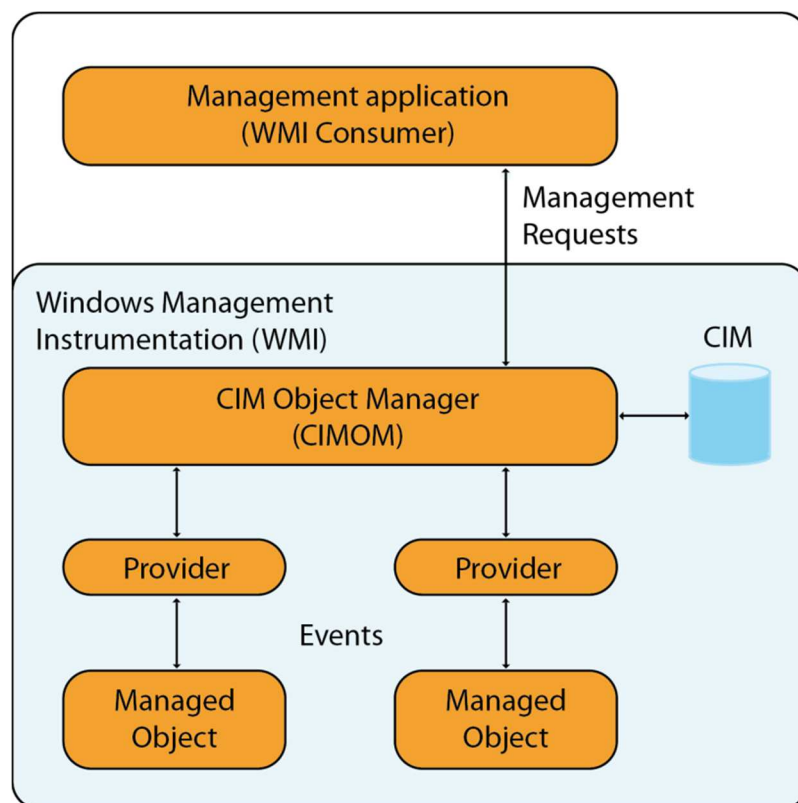 Management application
(WMI Consumer)
Management
Requests
Windows Management
Instrumentation (WMI)
CIM
CIM Object Manager
(CIMOM)
Provider
Provider
Events
Managed
Object
Managed
Object